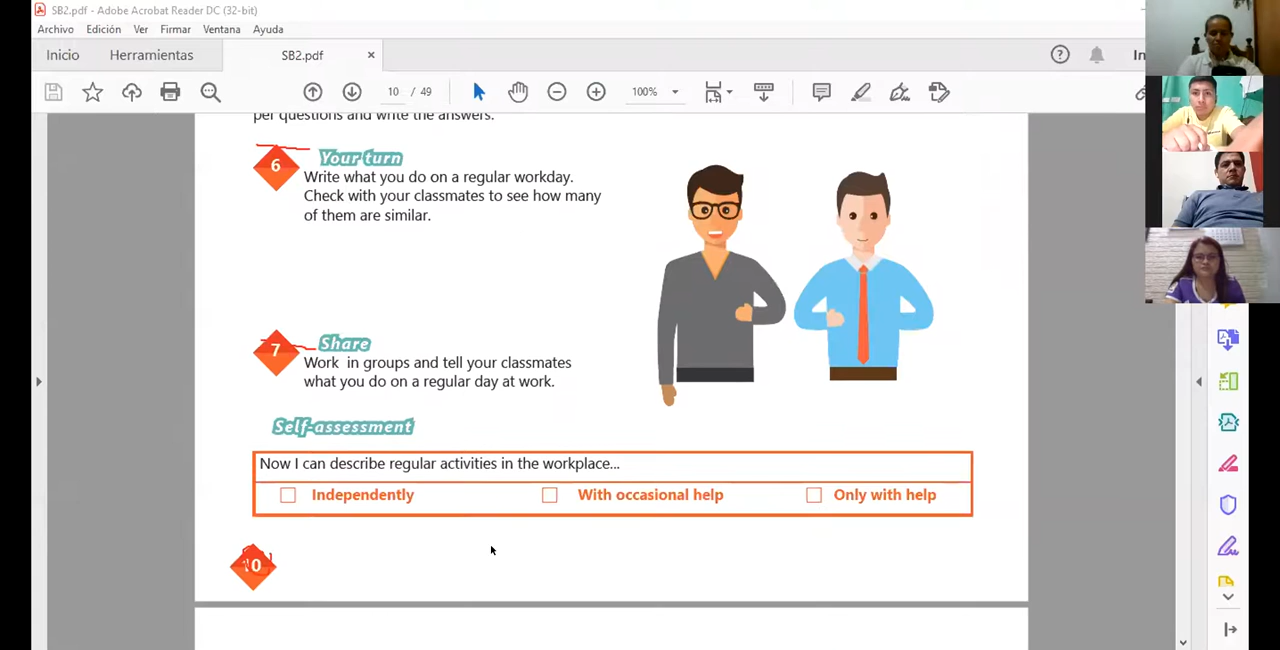 SB2.pdf - Adobe Acrobat Reader DC (32-bit)
Archivo Edición Ver Firmar Ventana Ayuda
Inicio Herramientas SB2.pdf ×
10 / 49 100%
per questions and write the answers.
6 Your turn
Write what you do on a regular workday.
Check with your classmates to see how many
of them are similar.
7 Share
Work in groups and tell your classmates
what you do on a regular day at work.
Self-assessment
Now I can describe regular activities in the workplace...
Independently With occasional help Only with help
10